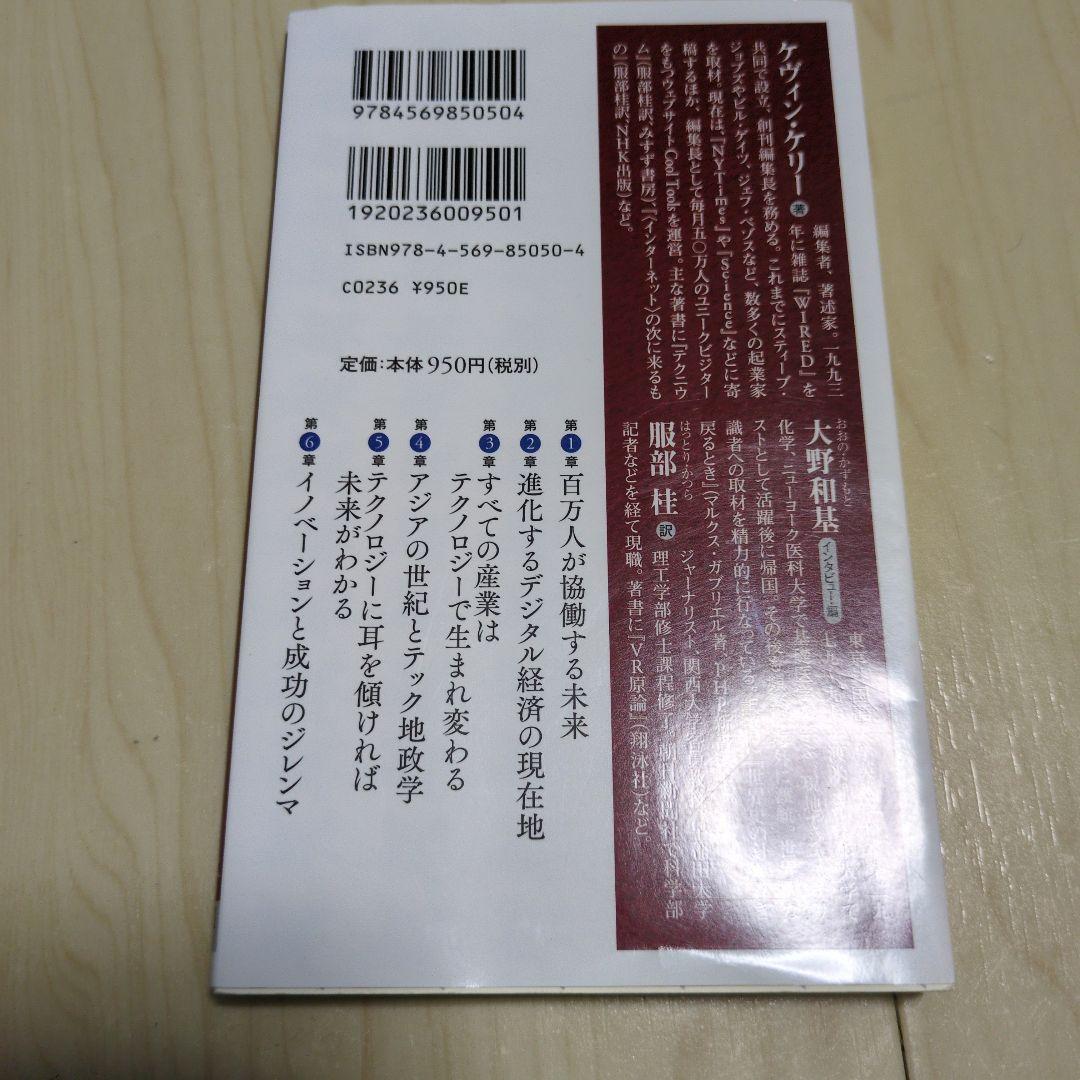 9784569850504
1920236009501
ISBN978-4-569-85050-4
C0236 ¥950E
定価:本体950円(税別)
ケヴィン・ケリー 著
編集者、著述家。一九九三
年に雑誌『WIRED』を
共同で設立、創刊編集長を務める。これまでにスティーブ・
ジョブズやビル・ゲイツ、ジェフ・ベゾスなど、数多くの起業家
を取材。現在は、『NYTimes』や『Science』などに寄
稿するほか、編集長として毎月五〇万人のユニークビジター
をもつウェブサイトCool Toolsを運営。主な著書に『テクニウ
ム』(服部桂訳、みすず書房)、『〈インターネット〉の次に来るも
の』(服部桂訳、NHK出版)など。
おおの・かずもと
大野和基 インタビュー・編
化学、ニューヨーク医科大学で基
ストとして活躍後に帰国。その後も
識者への取材を精力的に行なっている。
戻るとき』(マルクス・ガブリエル著、PHP
はっとり・かつら
服部 桂 訳
ジャーナリスト、関西大学
理工学部修士課程修了
記者などを経て現職。著書に『VR原論』(翔泳社)など。
第1章 百万人が協働する未来
第2章 進化するデジタル経済の現在地
第3章 すべての産業は
テクノロジーで生まれ変わる
第4章 アジアの世紀とテック地政学
第5章 テクノロジーに耳を傾ければ
未来がわかる
第6章 イノベーションと成功のジレンマ